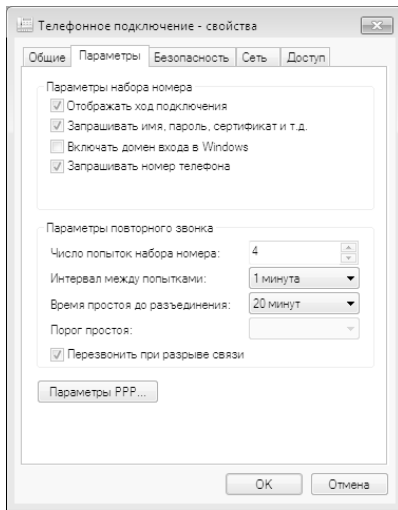 Телефонное подключение - свойства
Общие Параметры Безопасность Сеть Доступ
Параметры набора номера
Отображать ход подключения
Запрашивать имя, пароль, сертификат и т.д.
Включать домен входа в Windows
Запрашивать номер телефона
Параметры повторного звонка
Число попыток набора номера: 4
Интервал между попытками: 1 минута
Время простоя до разъединения: 20 минут
Порог простоя:
Перезвонить при разрыве связи
Параметры PPP...
OK Отмена